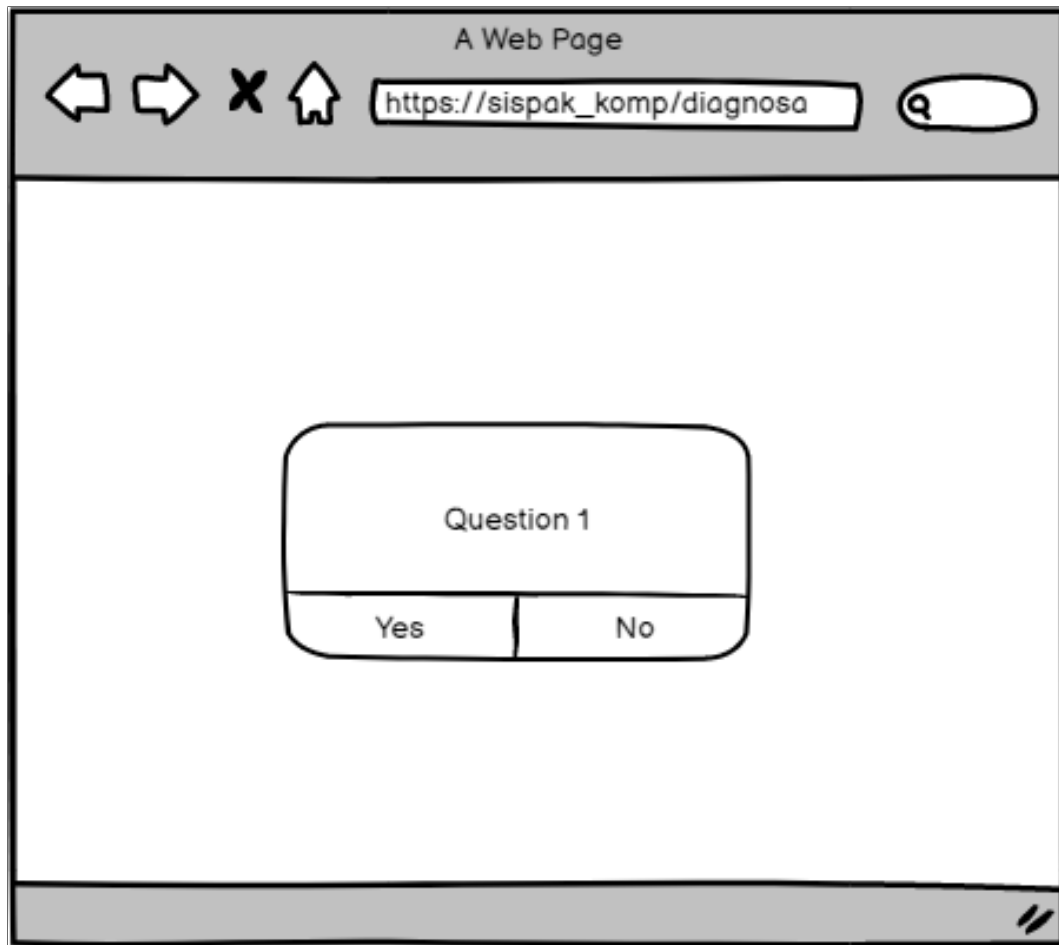 A Web Page
https://sispak_komp/diagnosa
Question 1
Yes No